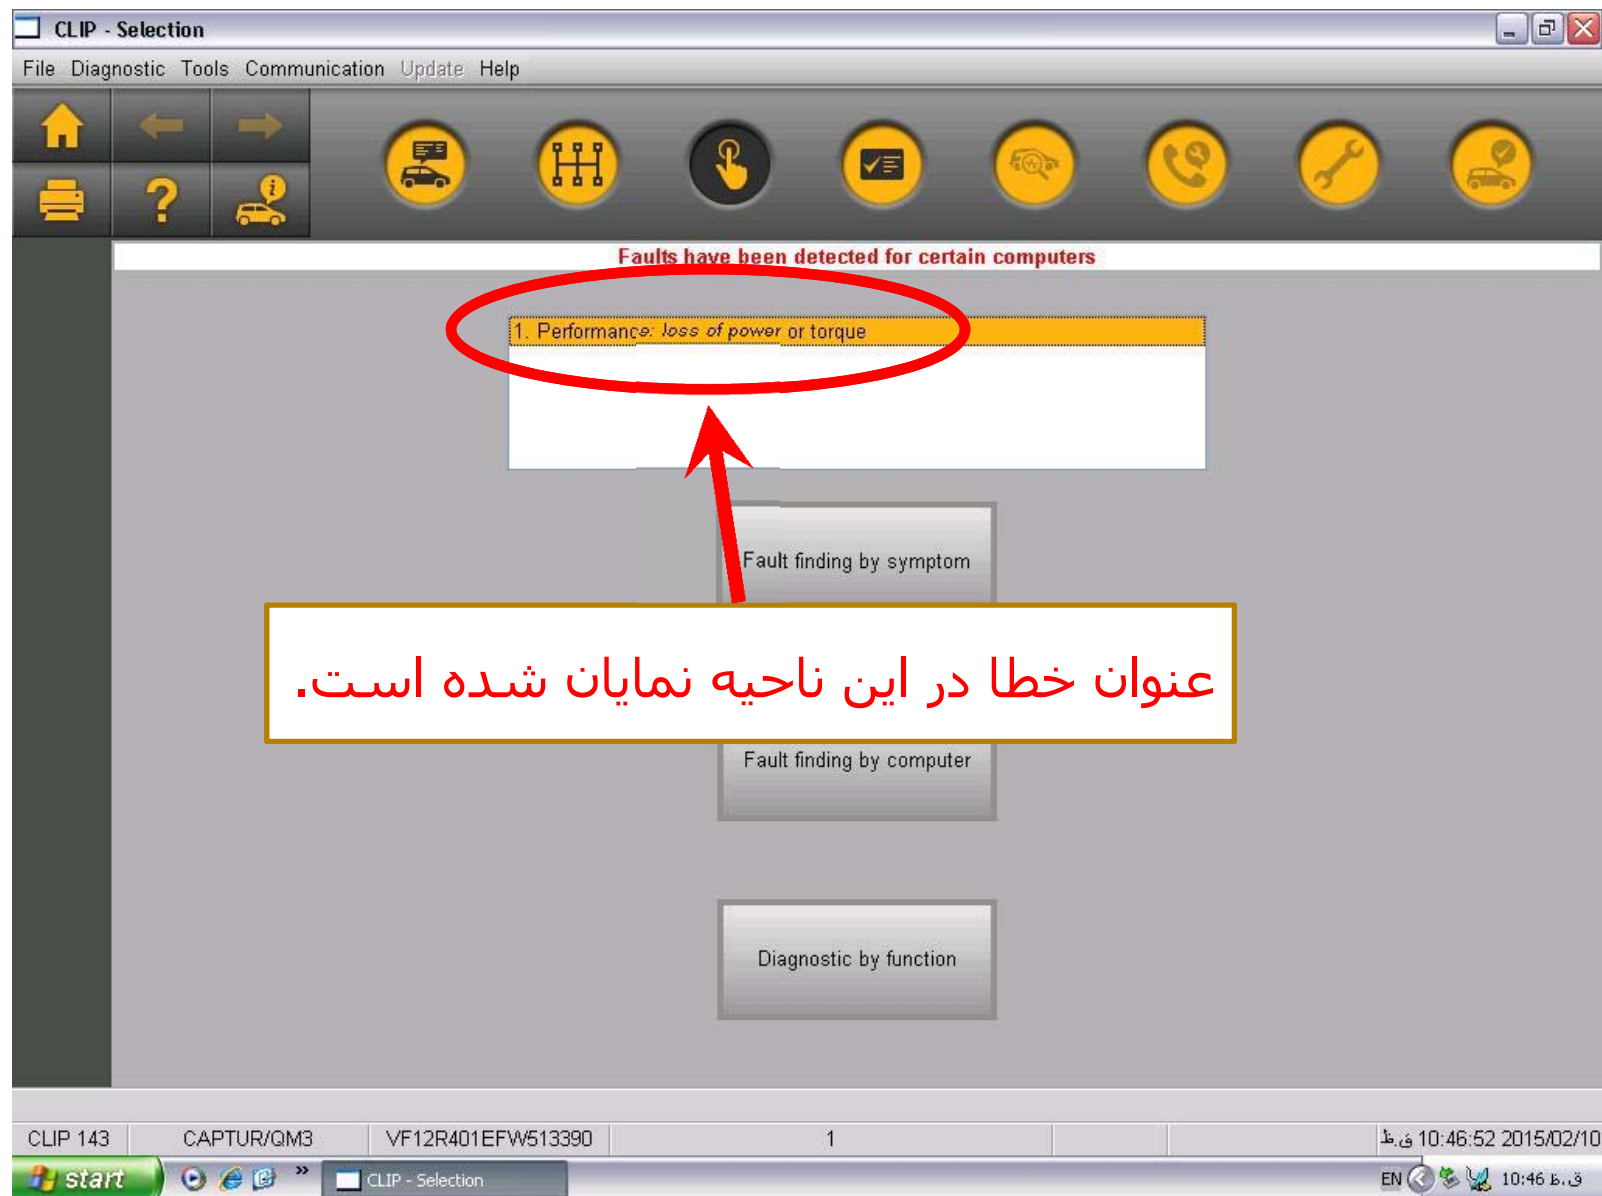 CLIP - Selection
File Diagnostic Tools Communication Update Help
Faults have been detected for certain computers
1. Performance: loss of power or torque
Fault finding by symptom
عنوان خطا در این ناحیه نمایان شده است.
Fault finding by computer
Diagnostic by function
CLIP 143 CAPTUR/QM3 VF12R401EFW513390 1 ق.ظ 10:46:52 2015/02/10
start » CLIP - Selection EN 10:46 ق.ظ